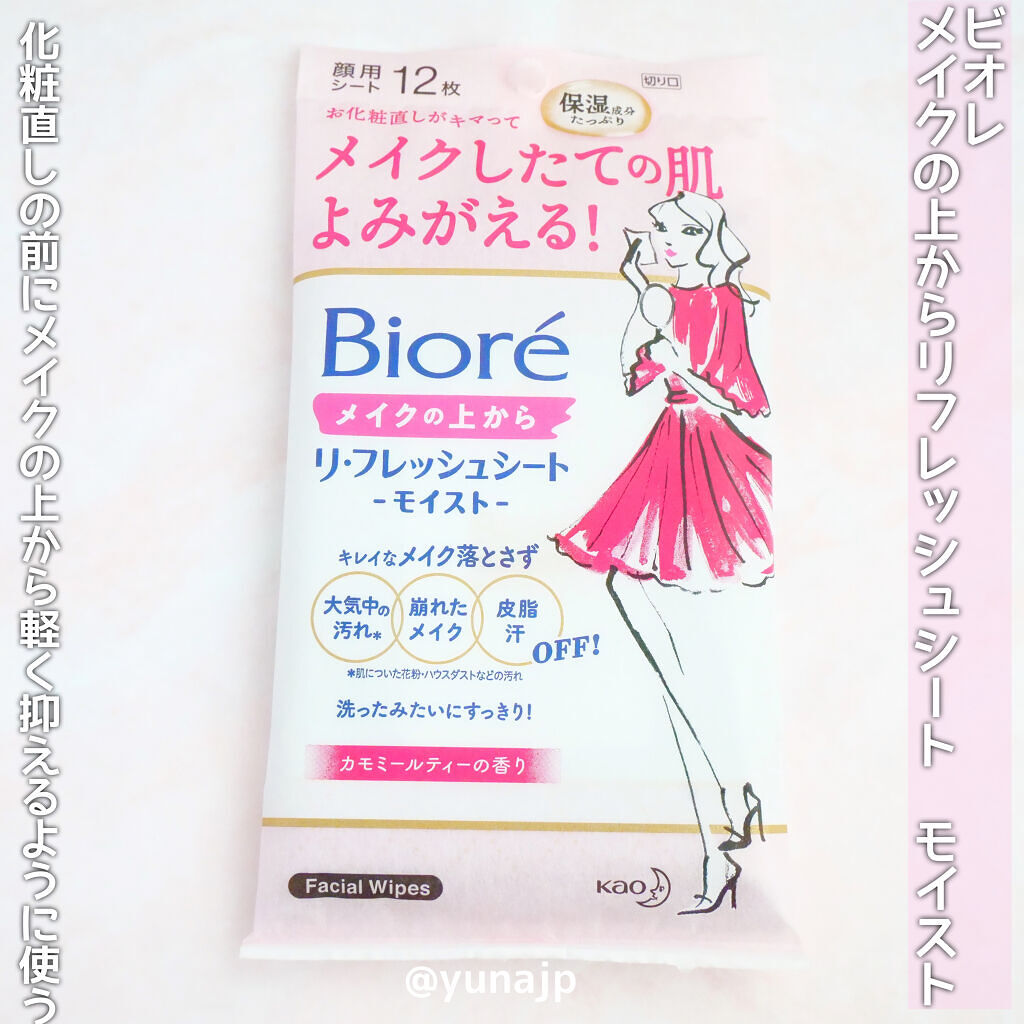 ビオレ
メイクの上からリフレッシュシート モイスト
化粧直しの前にメイクの上から軽く抑えるように使う
顔用
シート 12枚
切り口
保湿成分
たっぷり
お化粧直しがキマって
メイクしたての肌
よみがえる!
Bioré
メイクの上から
リ・フレッシュシート
-モイスト-
キレイなメイク落とさず
大気中の
汚れ*
崩れた
メイク
皮脂
汗
OFF!
*肌についた花粉・ハウスダストなどの汚れ
洗ったみたいにすっきり!
カモミールティーの香り
Facial Wipes
Kao
@yunajp